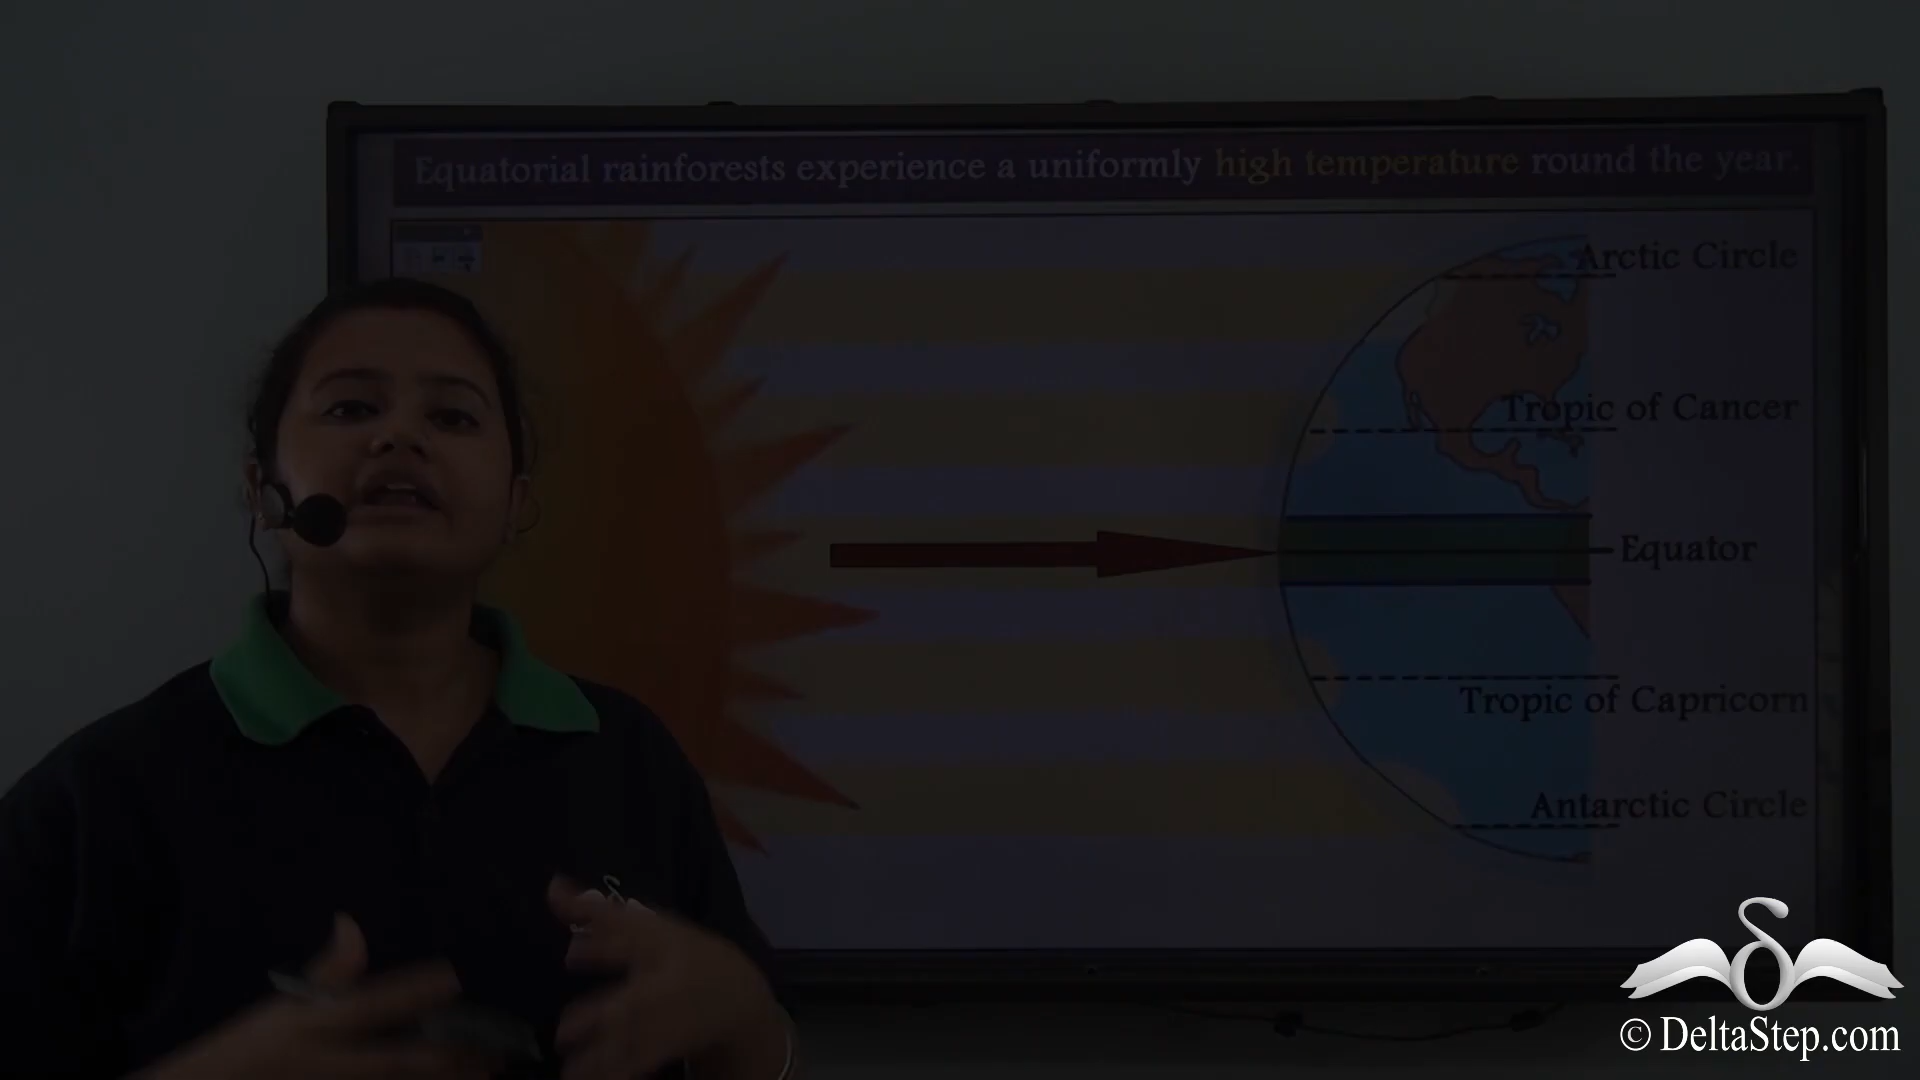 Equatorial rainforests experience a uniformly high temperature round the year.
Arctic Circle
Tropic of Cancer
Equator
Tropic of Capricorn
Antarctic Circle
© DeltaStep.com